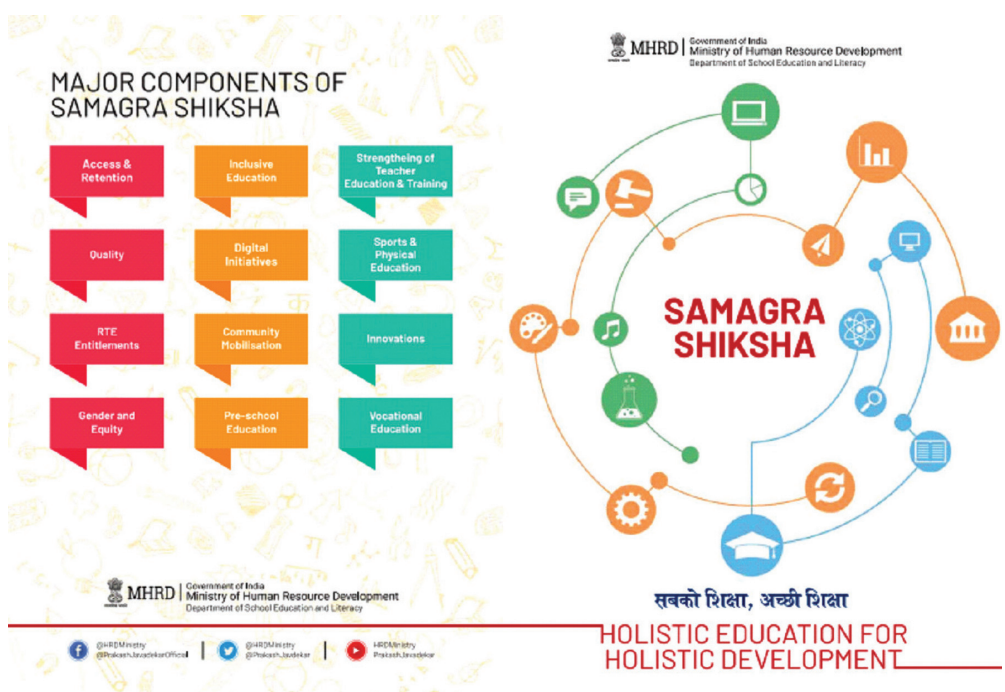 MAJOR COMPONENTS OF
SAMAGRA SHIKSHA
Access &
Retention
Inclusive
Education
Strengtheing of
Teacher
Education & Training
Quality
Digital
Initiatives
Sports &
Physical
Education
RTE
Entitlements
Community
Mobilisation
Innovations
Gender and
Equity
Pre-school
Education
Vocational
Education
MHRD
Government of India
Ministry of Human Resource Development
Department of School Education and Literacy
@HRDMinistry
@PrakashJavadekarOfficial
@HRDMinistry
@PrakashJavdekar
HRDMinistry
PrakashJavadekar
MHRD
Government of India
Ministry of Human Resource Development
Department of School Education and Literacy
SAMAGRA
SHIKSHA
सबको शिक्षा, अच्छी शिक्षा
HOLISTIC EDUCATION FOR
HOLISTIC DEVELOPMENT